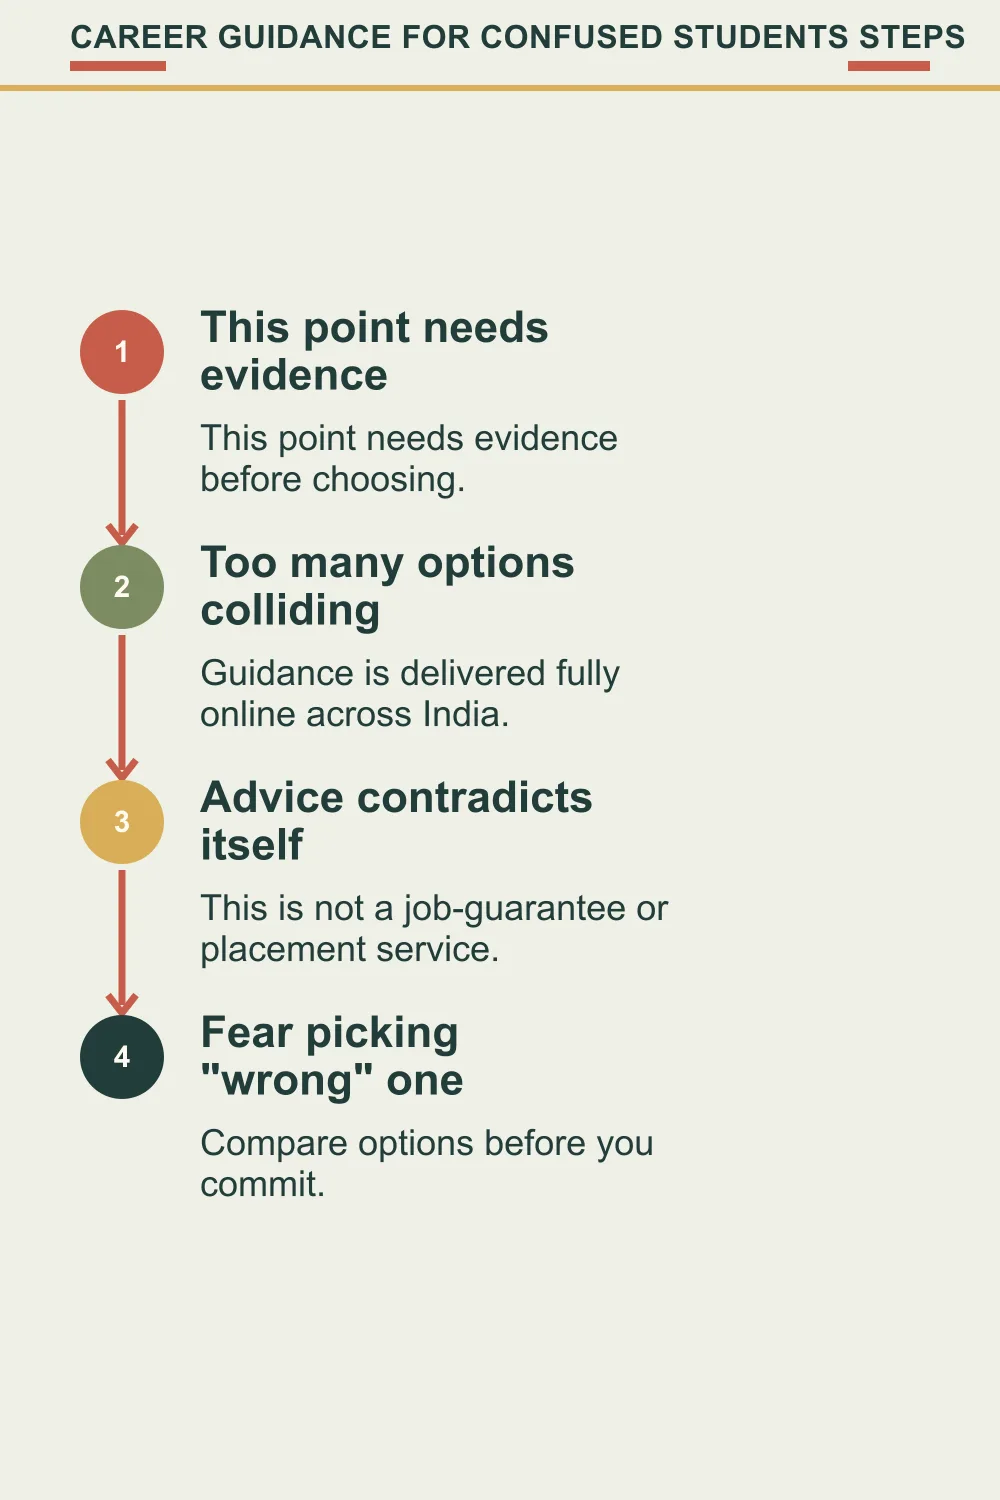 CAREER GUIDANCE FOR CONFUSED STUDENTS STEPS
1
This point needs
evidence
This point needs evidence
before choosing.
2
Too many options
colliding
Guidance is delivered fully
online across India.
3
Advice contradicts
itself
This is not a job-guarantee or
placement service.
4
Fear picking
"wrong" one
Compare options before you
commit.